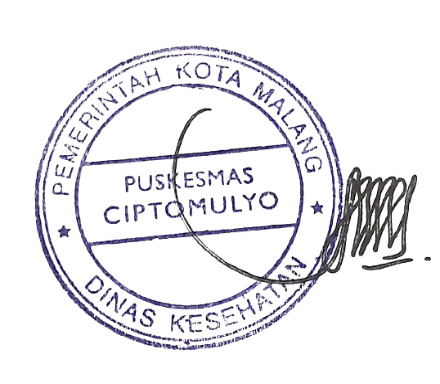 PEMERINTAH KOTA MALANG
PUSKESMAS
CIPTOMULYO
DINAS KESEHATAN